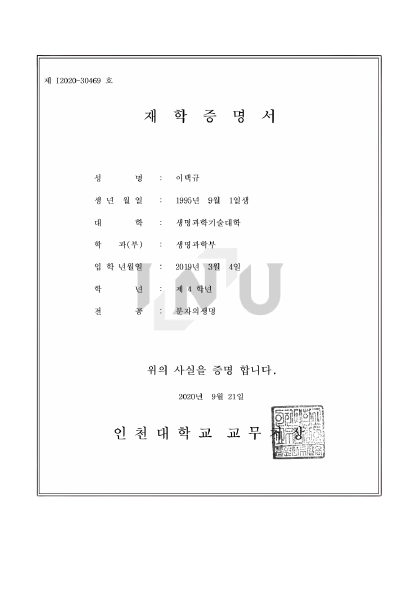 제 I2020-30469 호
재 학 증 명 서
성 명 : 이택규
생 년 월 일 : 1995년 9월 1일생
대 학 : 생명과학기술대학
학 과(부) : 생명과학부
입 학 년월일 : 2019년 3월 4일
학 년 : 제 4 학년
전 공 : 분자의생명
INU
위의 사실을 증명 합니다.
2020년 9월 21일
인 천 대 학 교 교 무 처 장